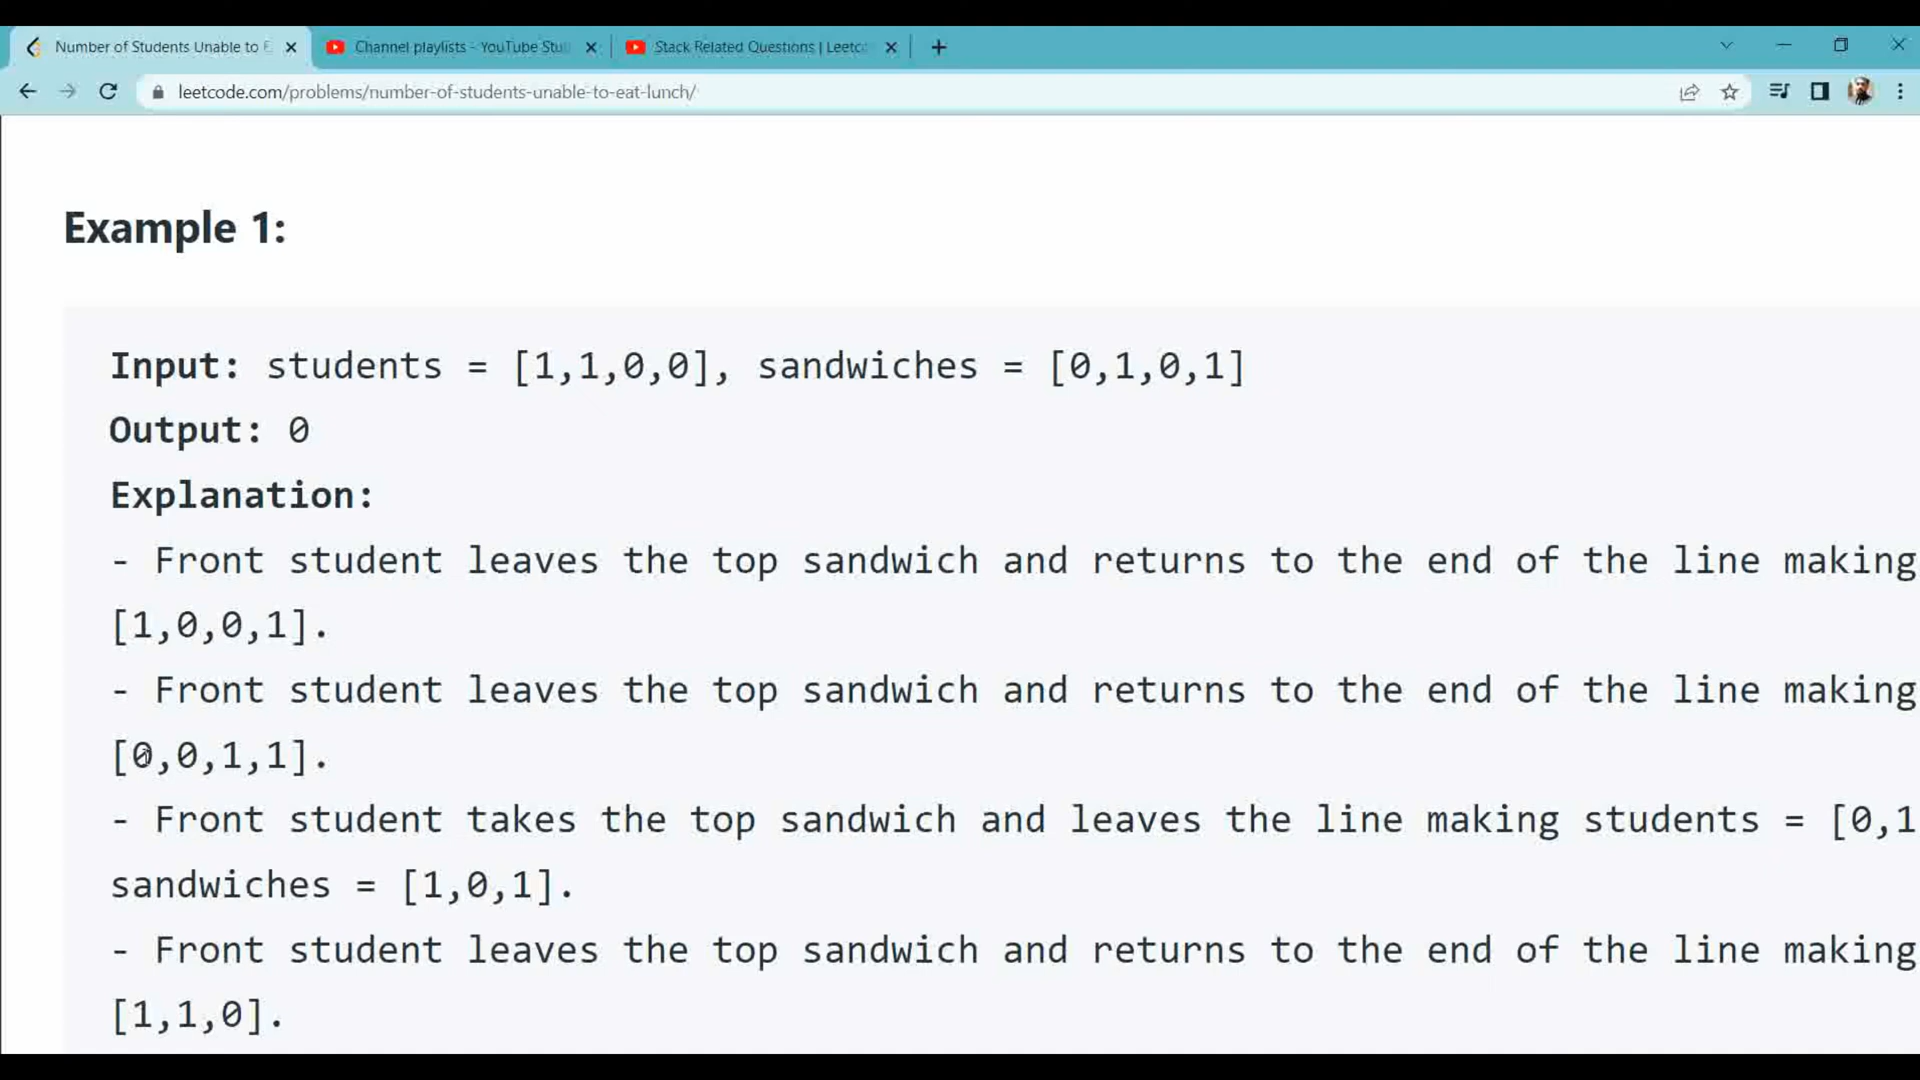 Number of Students Unable to E
Channel playlists - YouTube Stu
Stack Related Questions | Leetc
leetcode.com/problems/number-of-students-unable-to-eat-lunch/
Example 1:
Input: students = [1,1,0,0], sandwiches = [0,1,0,1]
Output: 0
Explanation:
- Front student leaves the top sandwich and returns to the end of the line making
[1,0,0,1].
- Front student leaves the top sandwich and returns to the end of the line making
[0,0,1,1].
- Front student takes the top sandwich and leaves the line making students = [0,1
sandwiches = [1,0,1].
- Front student leaves the top sandwich and returns to the end of the line making
[1,1,0].